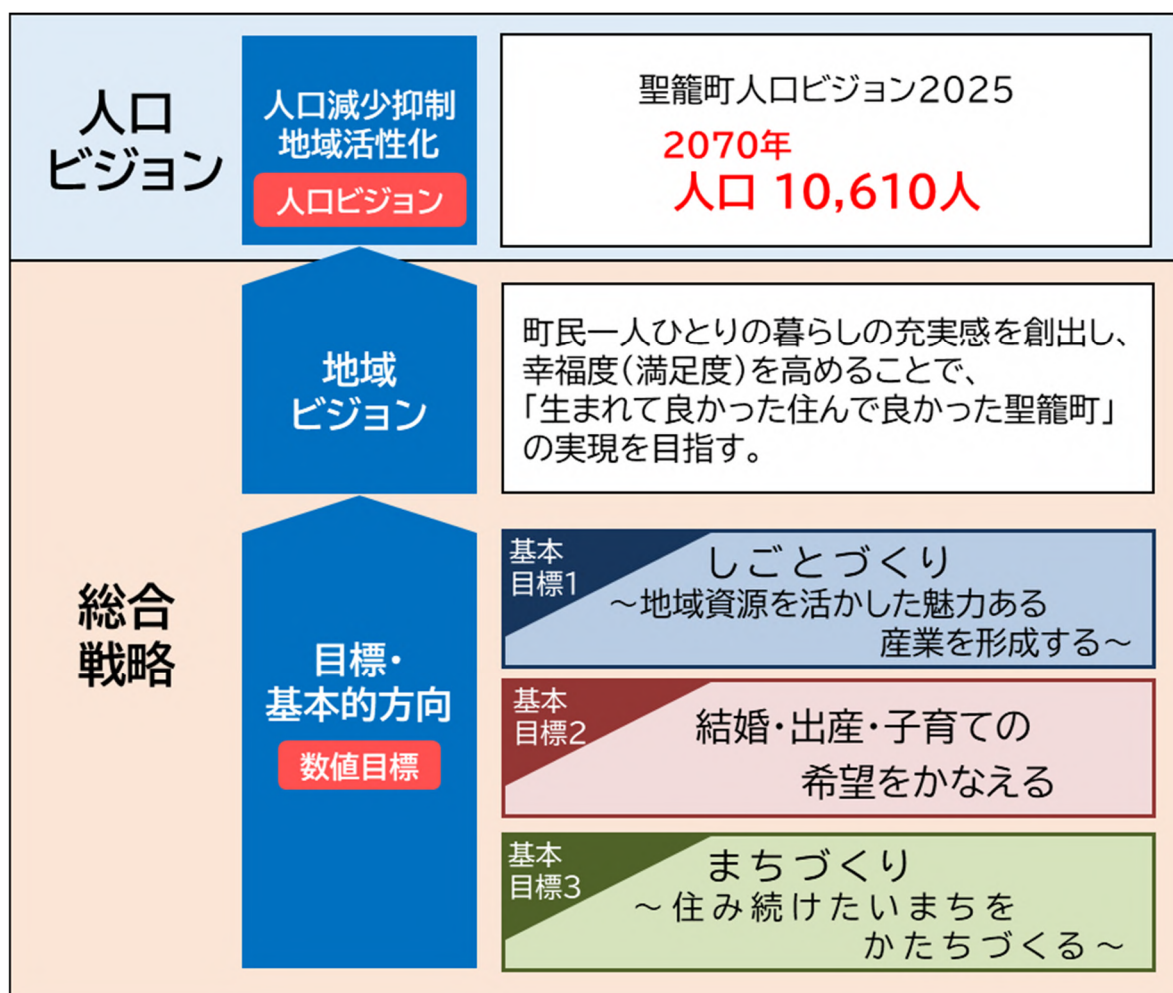 人口
ビジョン
人口減少抑制
地域活性化
人口ビジョン
聖籠町人口ビジョン2025
2070年
人口 10,610人
総合
戦略
地域
ビジョン
町民一人ひとりの暮らしの充実感を創出し、
幸福度(満足度)を高めることで、
「生まれて良かった住んで良かった聖籠町」
の実現を目指す。
目標・
基本的方向
数値目標
基本
目標1
しごとづくり
～地域資源を活かした魅力ある
産業を形成する～
基本
目標2
結婚・出産・子育ての
希望をかなえる
基本
目標3
まちづくり
～住み続けたいまちを
かたちづくる～